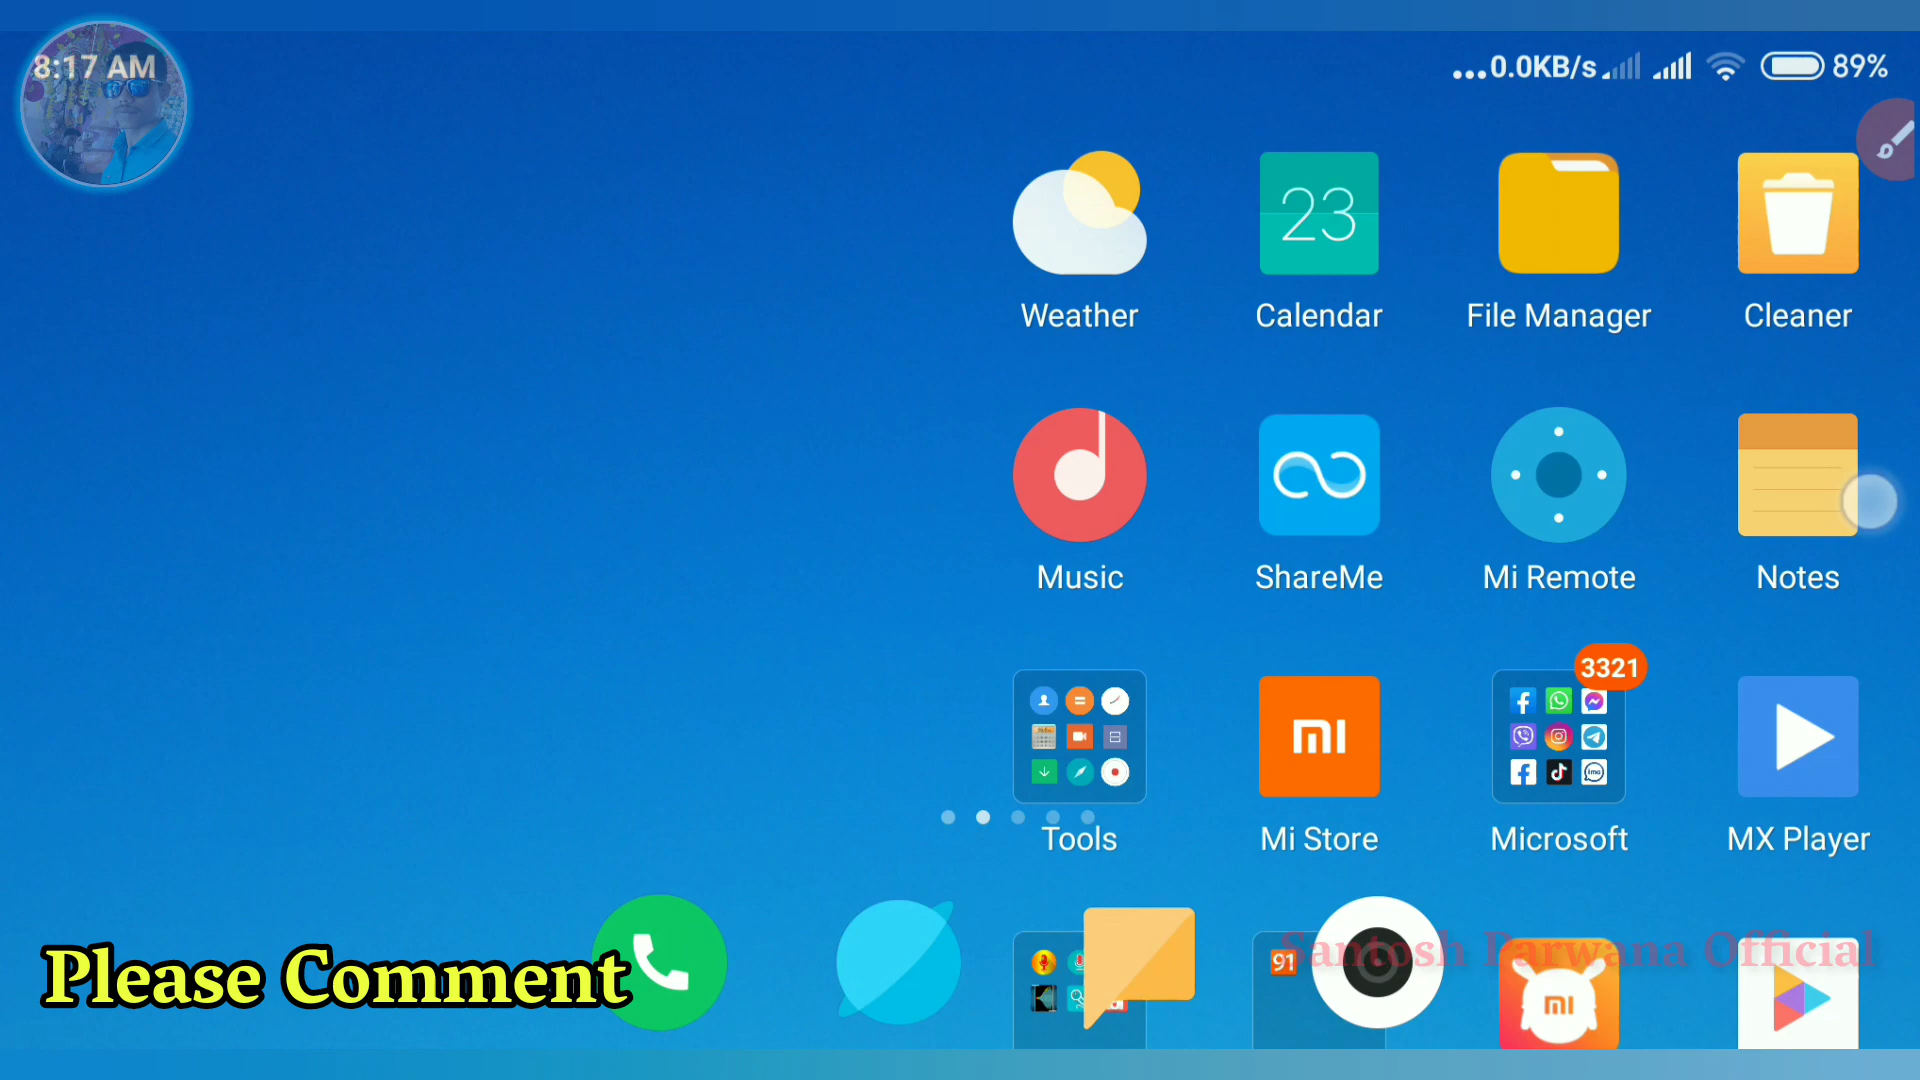 8:17 AM
...0.0KB/s 89%
23
Weather Calendar File Manager Cleaner
Music ShareMe Mi Remote Notes
3321
Tools Mi Store Microsoft MX Player
91
Santosh Parwana Official
Please Comment